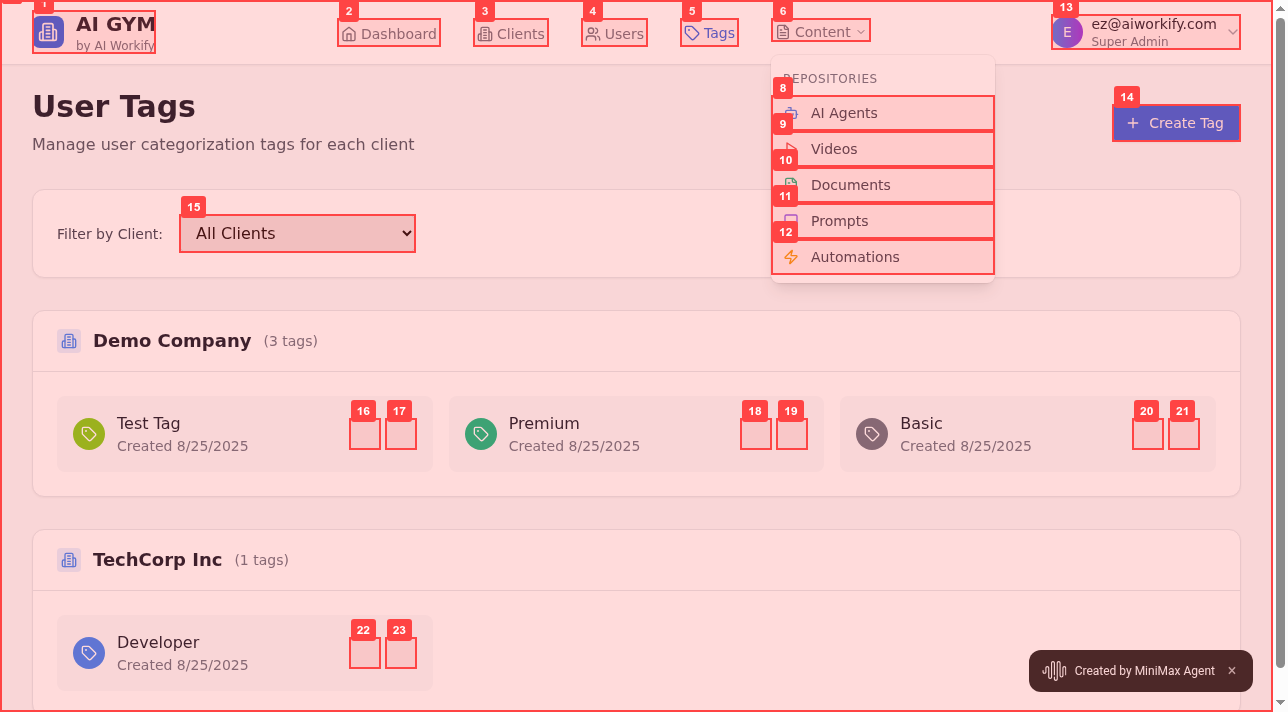 1
2
3
4
5
6
13
AI GYM
by AI Workify
Dashboard
Clients
Users
Tags
Content
E
ez@aiworkify.com
Super Admin
REPOSITORIES
8
AI Agents
9
Videos
10
Documents
11
Prompts
12
Automations
User Tags
Manage user categorization tags for each client
14
Create Tag
15
Filter by Client:
All Clients
Demo Company (3 tags)
Test Tag
Created 8/25/2025
16
17
Premium
Created 8/25/2025
18
19
Basic
Created 8/25/2025
20
21
TechCorp Inc (1 tags)
Developer
Created 8/25/2025
22
23
Created by MiniMax Agent ×